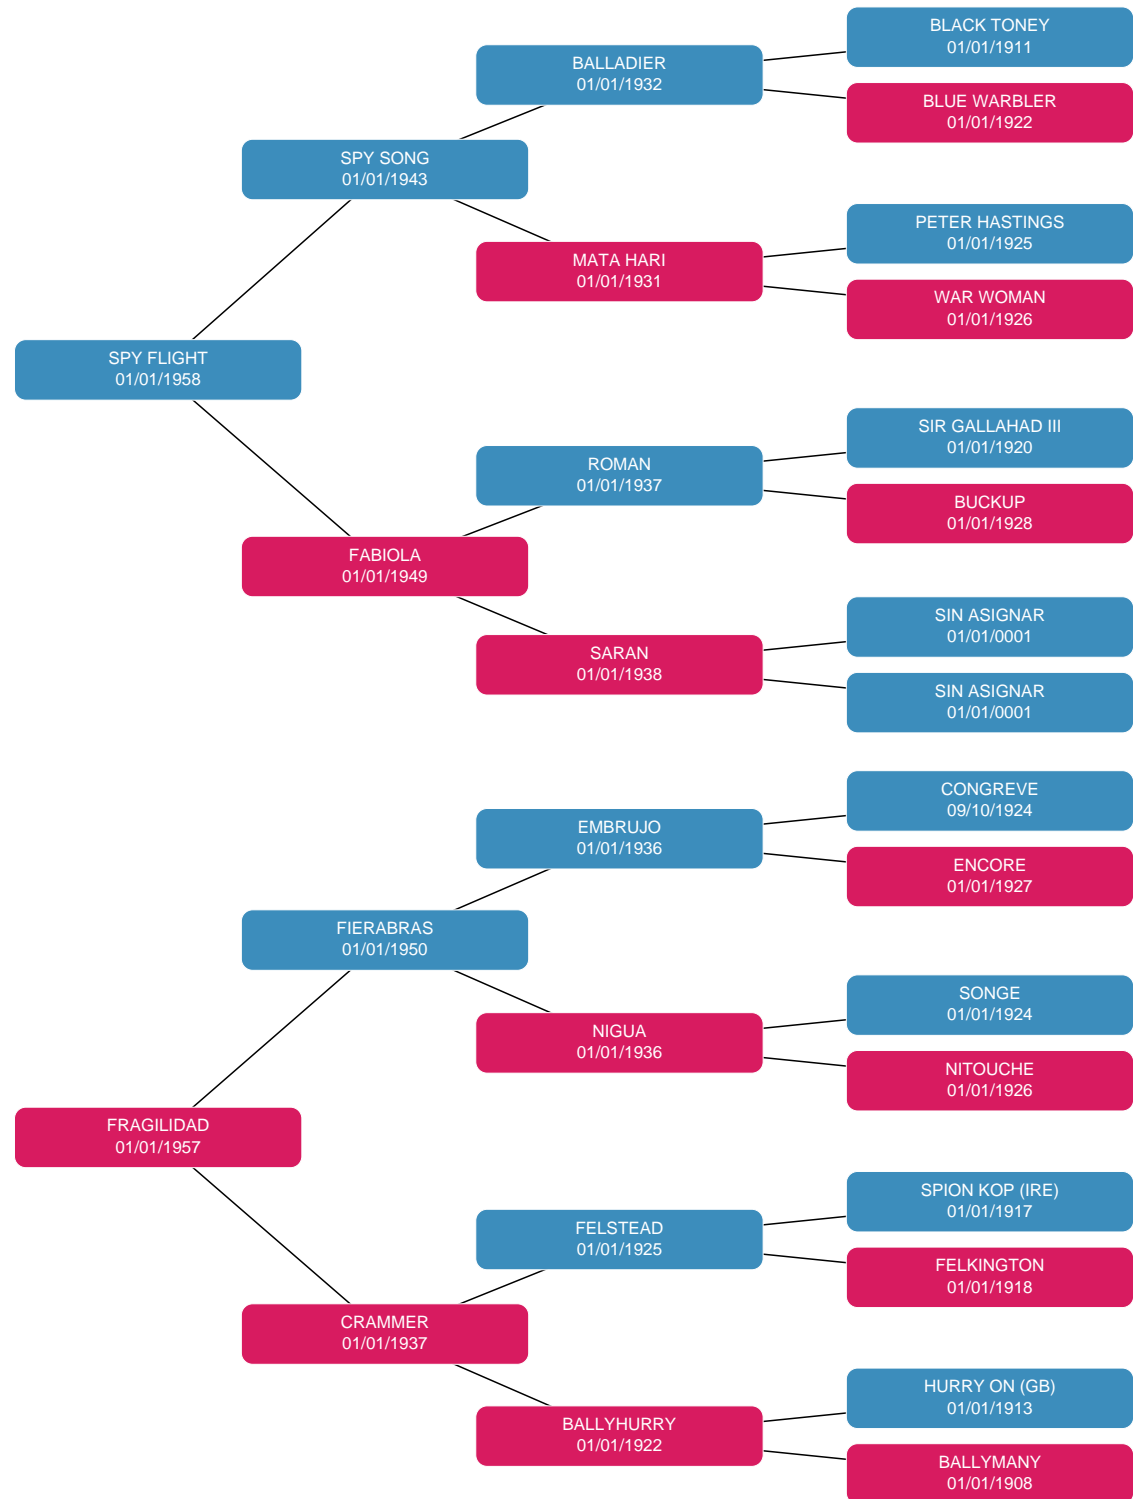 BLACK TONEY
01/01/1911
BALLADIER
01/01/1932
BLUE WARBLER
01/01/1922
SPY SONG
01/01/1943
PETER HASTINGS
01/01/1925
MATA HARI
01/01/1931
WAR WOMAN
01/01/1926
SPY FLIGHT
01/01/1958
SIR GALLAHAD III
01/01/1920
ROMAN
01/01/1937
BUCKUP
01/01/1928
FABIOLA
01/01/1949
SIN ASIGNAR
01/01/0001
SARAN
01/01/1938
SIN ASIGNAR
01/01/0001
CONGREVE
09/10/1924
EMBRUJO
01/01/1936
ENCORE
01/01/1927
FIERABRAS
01/01/1950
SONGE
01/01/1924
NIGUA
01/01/1936
NITOUCHE
01/01/1926
FRAGILIDAD
01/01/1957
SPION KOP (IRE)
01/01/1917
FELSTEAD
01/01/1925
FELKINGTON
01/01/1918
CRAMMER
01/01/1937
HURRY ON (GB)
01/01/1913
BALLYHURRY
01/01/1922
BALLYMANY
01/01/1908